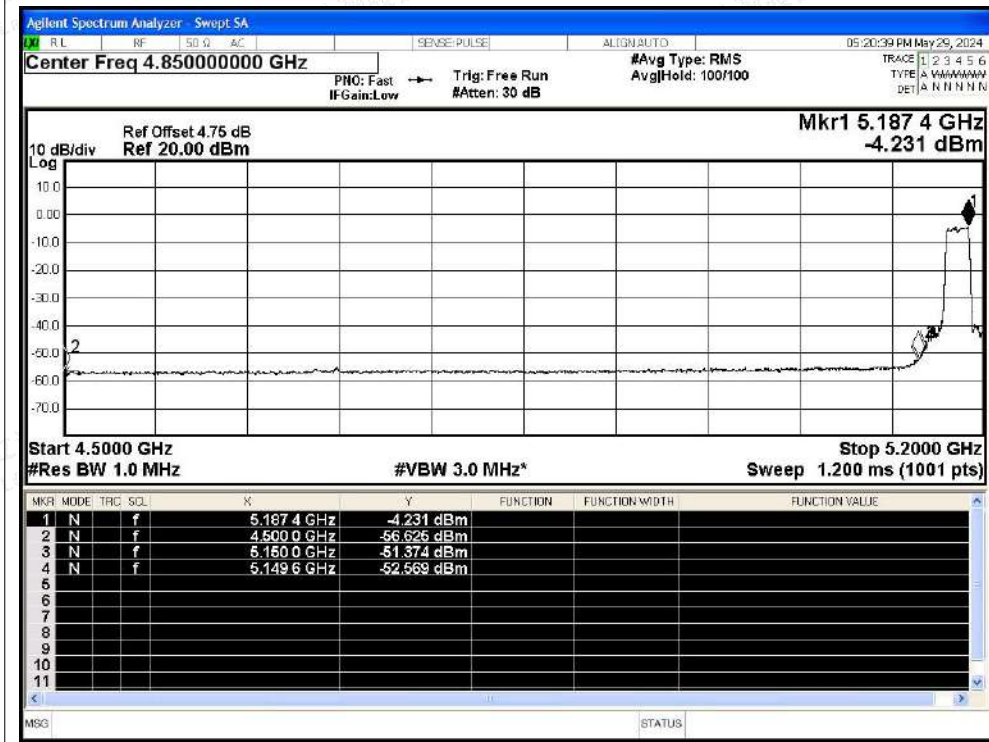 Agilent Spectrum Analyzer - Swept SA
LXI RL RF 50 Ω AC SENSE:PULSE ALIGNAUTO 05:20:39 PM May 29, 2024
Center Freq 4.850000000 GHz
PNO: Fast
IFGain:Low
Trig: Free Run
#Atten: 30 dB
#Avg Type: RMS
Avg|Hold: 100/100
TRACE 1 2 3 4 5 6
TYPE A
DET A N N N N N
Mkr1 5.187 4 GHz
-4.231 dBm
Ref Offset 4.75 dB
10 dB/div Ref 20.00 dBm
Log
10.0
0.00
-10.0
-20.0
-30.0
-40.0
-50.0
-60.0
-70.0
1
2
Start 4.5000 GHz Stop 5.2000 GHz
#Res BW 1.0 MHz #VBW 3.0 MHz* Sweep 1.200 ms (1001 pts)
MKR MODE TRC SCL X Y FUNCTION FUNCTION WIDTH FUNCTION VALUE
1 N f 5.187 4 GHz -4.231 dBm
2 N f 4.500 0 GHz -56.625 dBm
3 N f 5.150 0 GHz -51.374 dBm
4 N f 5.149 6 GHz -52.569 dBm
5
6
7
8
9
10
11
MSG STATUS